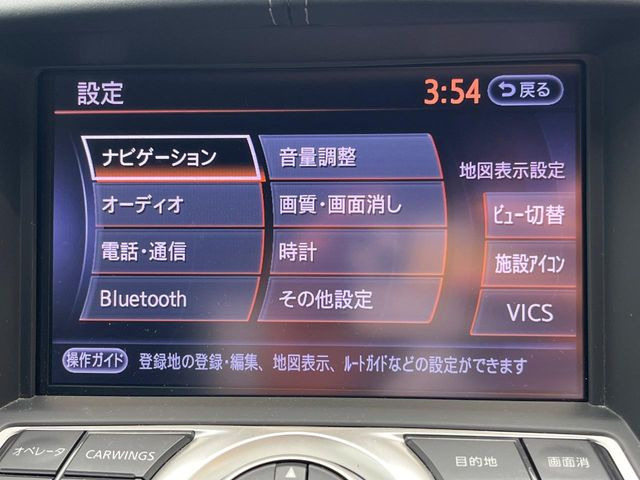 設定
3:54
戻る
ナビゲーション
音量調整
地図表示設定
オーディオ
画質・画面消し
ビュー切替
電話・通信
時計
施設アイコン
Bluetooth
その他設定
VICS
操作ガイド 登録地の登録・編集、地図表示、ルートガイドなどの設定ができます
オペレータ
CARWINGS
目的地
画面消